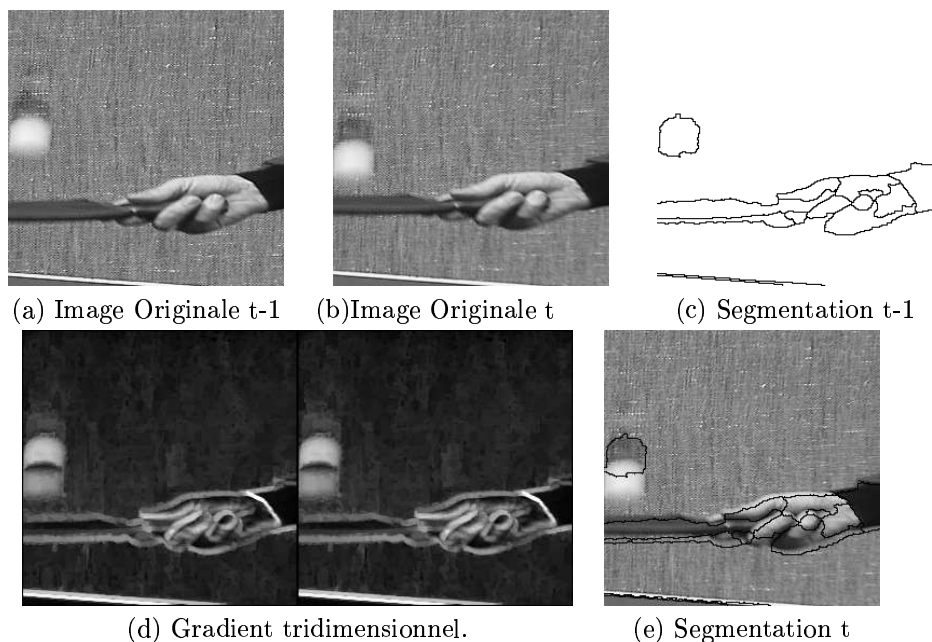 (a) Image Originale t-1
(b)Image Originale t
(c) Segmentation t-1
(d) Gradient tridimensionnel.
(e) Segmentation t